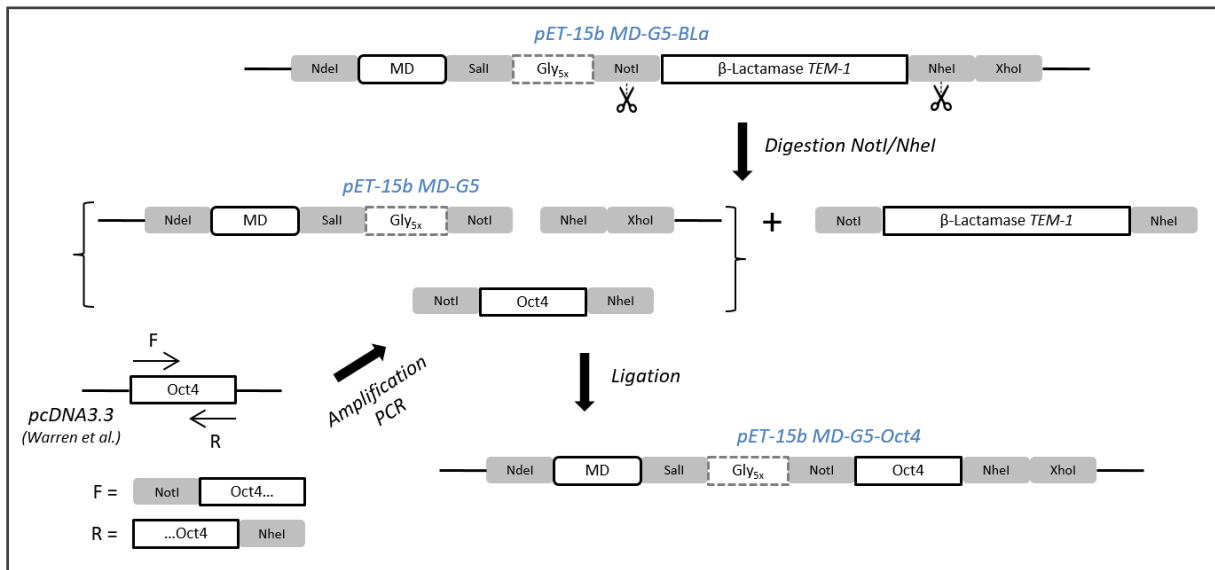 pET-15b MD-G5-BLa
NdeI MD SalI Gly5x NotI β-Lactamase TEM-1 NheI XhoI
Digestion NotI/NheI
pET-15b MD-G5
NdeI MD SalI Gly5x NotI NheI XhoI + NotI β-Lactamase TEM-1 NheI
NotI Oct4 NheI
F
Oct4
R
pcDNA3.3
(Warren et al.)
Amplification
PCR
Ligation
pET-15b MD-G5-Oct4
NdeI MD SalI Gly5x NotI Oct4 NheI XhoI
F = NotI Oct4...
R = ...Oct4 NheI